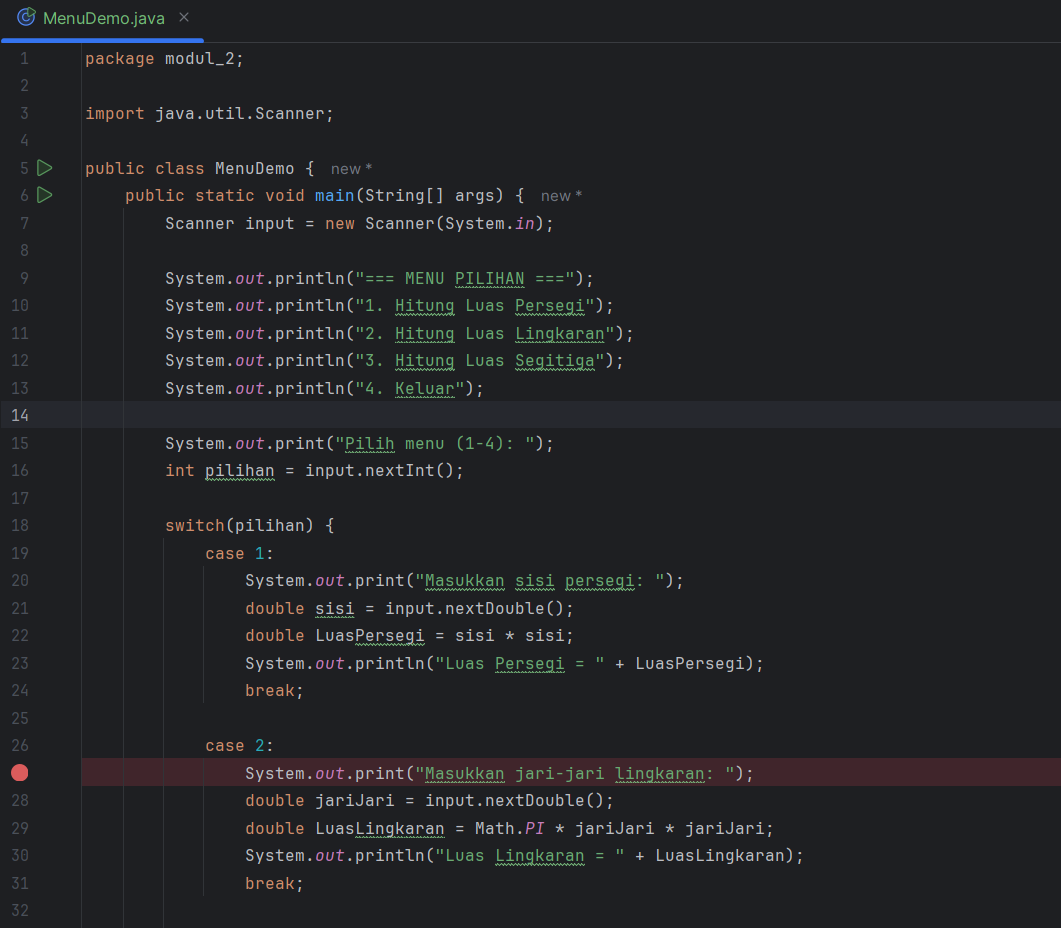 MenuDemo.java
1 package modul_2;
2
3 import java.util.Scanner;
4
5 public class MenuDemo { new *
6 public static void main(String[] args) { new *
7 Scanner input = new Scanner(System.in);
8
9 System.out.println("=== MENU PILIHAN ===");
10 System.out.println("1. Hitung Luas Persegi");
11 System.out.println("2. Hitung Luas Lingkaran");
12 System.out.println("3. Hitung Luas Segitiga");
13 System.out.println("4. Keluar");
14
15 System.out.print("Pilih menu (1-4): ");
16 int pilihan = input.nextInt();
17
18 switch(pilihan) {
19 case 1:
20 System.out.print("Masukkan sisi persegi: ");
21 double sisi = input.nextDouble();
22 double LuasPersegi = sisi * sisi;
23 System.out.println("Luas Persegi = " + LuasPersegi);
24 break;
25
26 case 2:
System.out.print("Masukkan jari-jari lingkaran: ");
28 double jariJari = input.nextDouble();
29 double LuasLingkaran = Math.PI * jariJari * jariJari;
30 System.out.println("Luas Lingkaran = " + LuasLingkaran);
31 break;
32